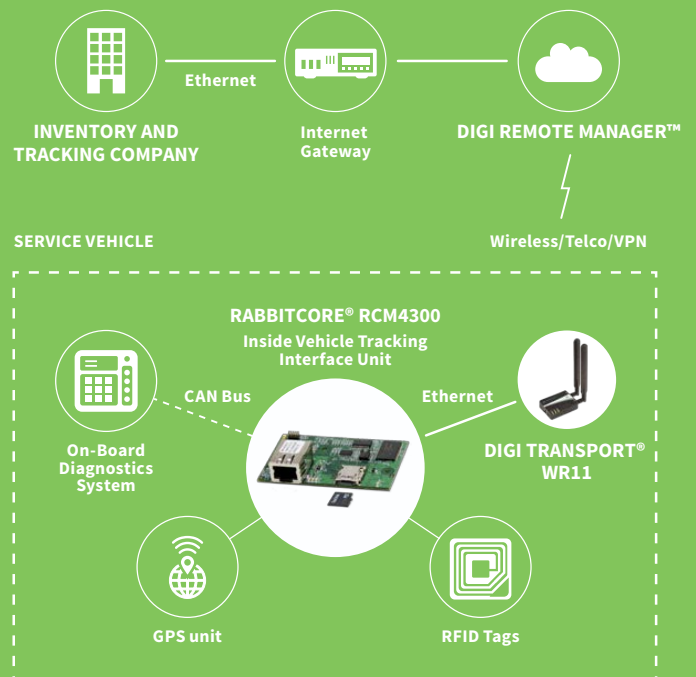 Ethernet
INVENTORY AND
TRACKING COMPANY
Internet
Gateway
DIGI REMOTE MANAGER™
SERVICE VEHICLE
Wireless/Telco/VPN
RABBITCORE® RCM4300
Inside Vehicle Tracking
Interface Unit
CAN Bus
Ethernet
On-Board
Diagnostics
System
DIGI TRANSPORT®
WR11
GPS unit
RFID Tags